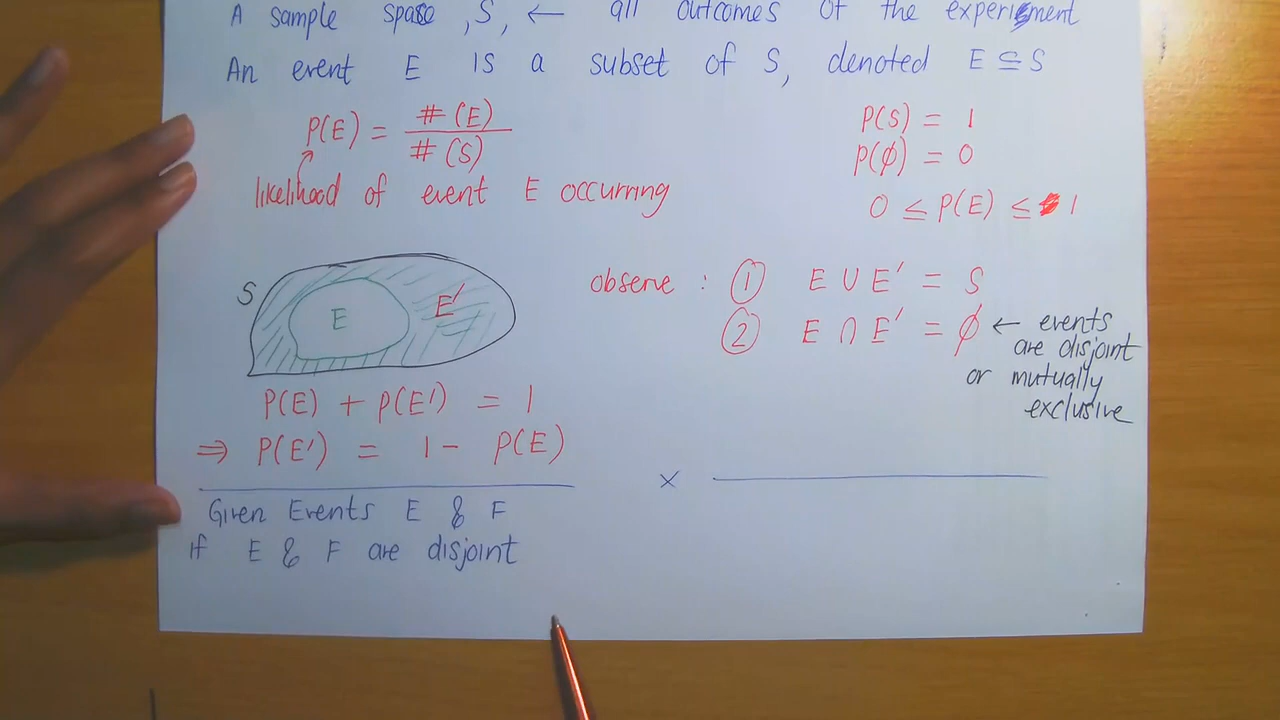 A sample space, S, ← all outcomes of the experiment
An event E is a subset of S, denoted E ⊆ S
P(E) = #(E) / #(S)
likelihood of event E occurring
P(S) = 1
P(∅) = 0
0 ≤ P(E) ≤ 1
S
E
E'
observe : ① E ∪ E' = S
② E ∩ E' = ∅ ← events
are disjoint
or mutually
exclusive
P(E) + P(E') = 1
⇒ P(E') = 1 - P(E)
×
Given Events E & F
if E & F are disjoint